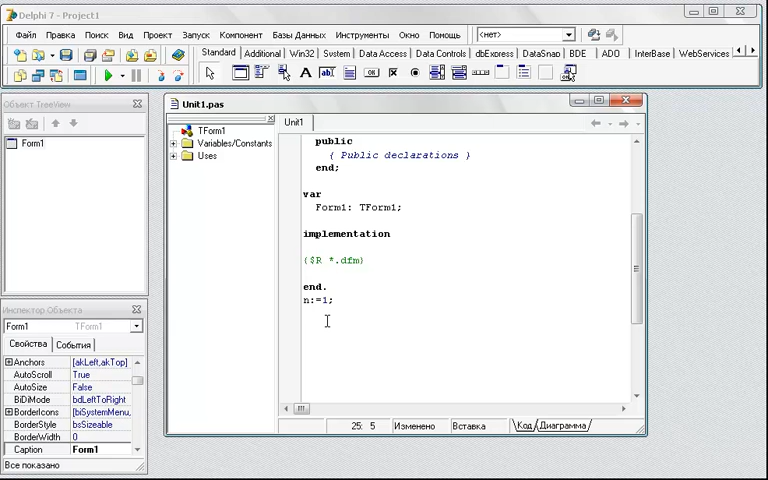 Delphi 7 - Project1
Файл Правка Поиск Вид Проект Запуск Компонент Базы Данных Инструменты Окно Помощь <нет>
Standard Additional Win32 System Data Access Data Controls dbExpress DataSnap BDE ADO InterBase WebServices
Объект TreeView
Form1
Unit1.pas
TForm1
Variables/Constants
Uses
Unit1
public
{ Public declarations }
end;
var
Form1: TForm1;
implementation
{$R *.dfm}
end.
n:=1;
25: 5 Изменено Вставка Код Диаграмма
Инспектор Объекта
Form1 TForm1
Свойства События
Anchors [akLeft,akTop]
AutoScroll True
AutoSize False
BiDiMode bdLeftToRight
BorderIcons [biSystemMenu,
BorderStyle bsSizeable
BorderWidth 0
Caption Form1
Все показано